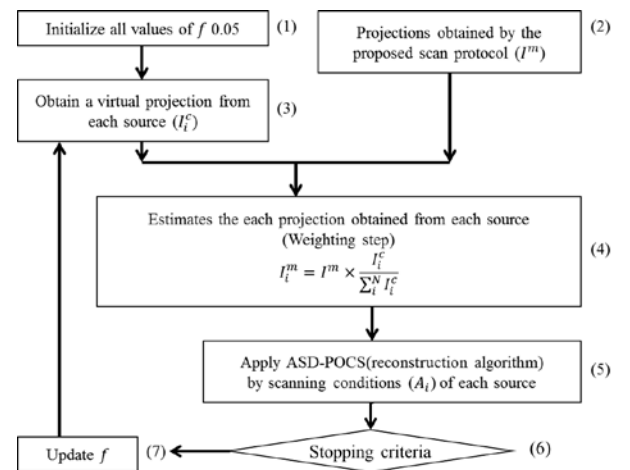 Initialize all values of f 0.05
(1)
Projections obtained by the
proposed scan protocol (I^m)
(2)
Obtain a virtual projection from
each source (I_i^c)
(3)
Estimates the each projection obtained from each source
(Weighting step)
I_i^m = I^m × I_i^c / ∑_i^N I_i^c
(4)
Apply ASD-POCS(reconstruction algorithm)
by scanning conditions (A_i) of each source
(5)
Stopping criteria
(6)
Update f
(7)